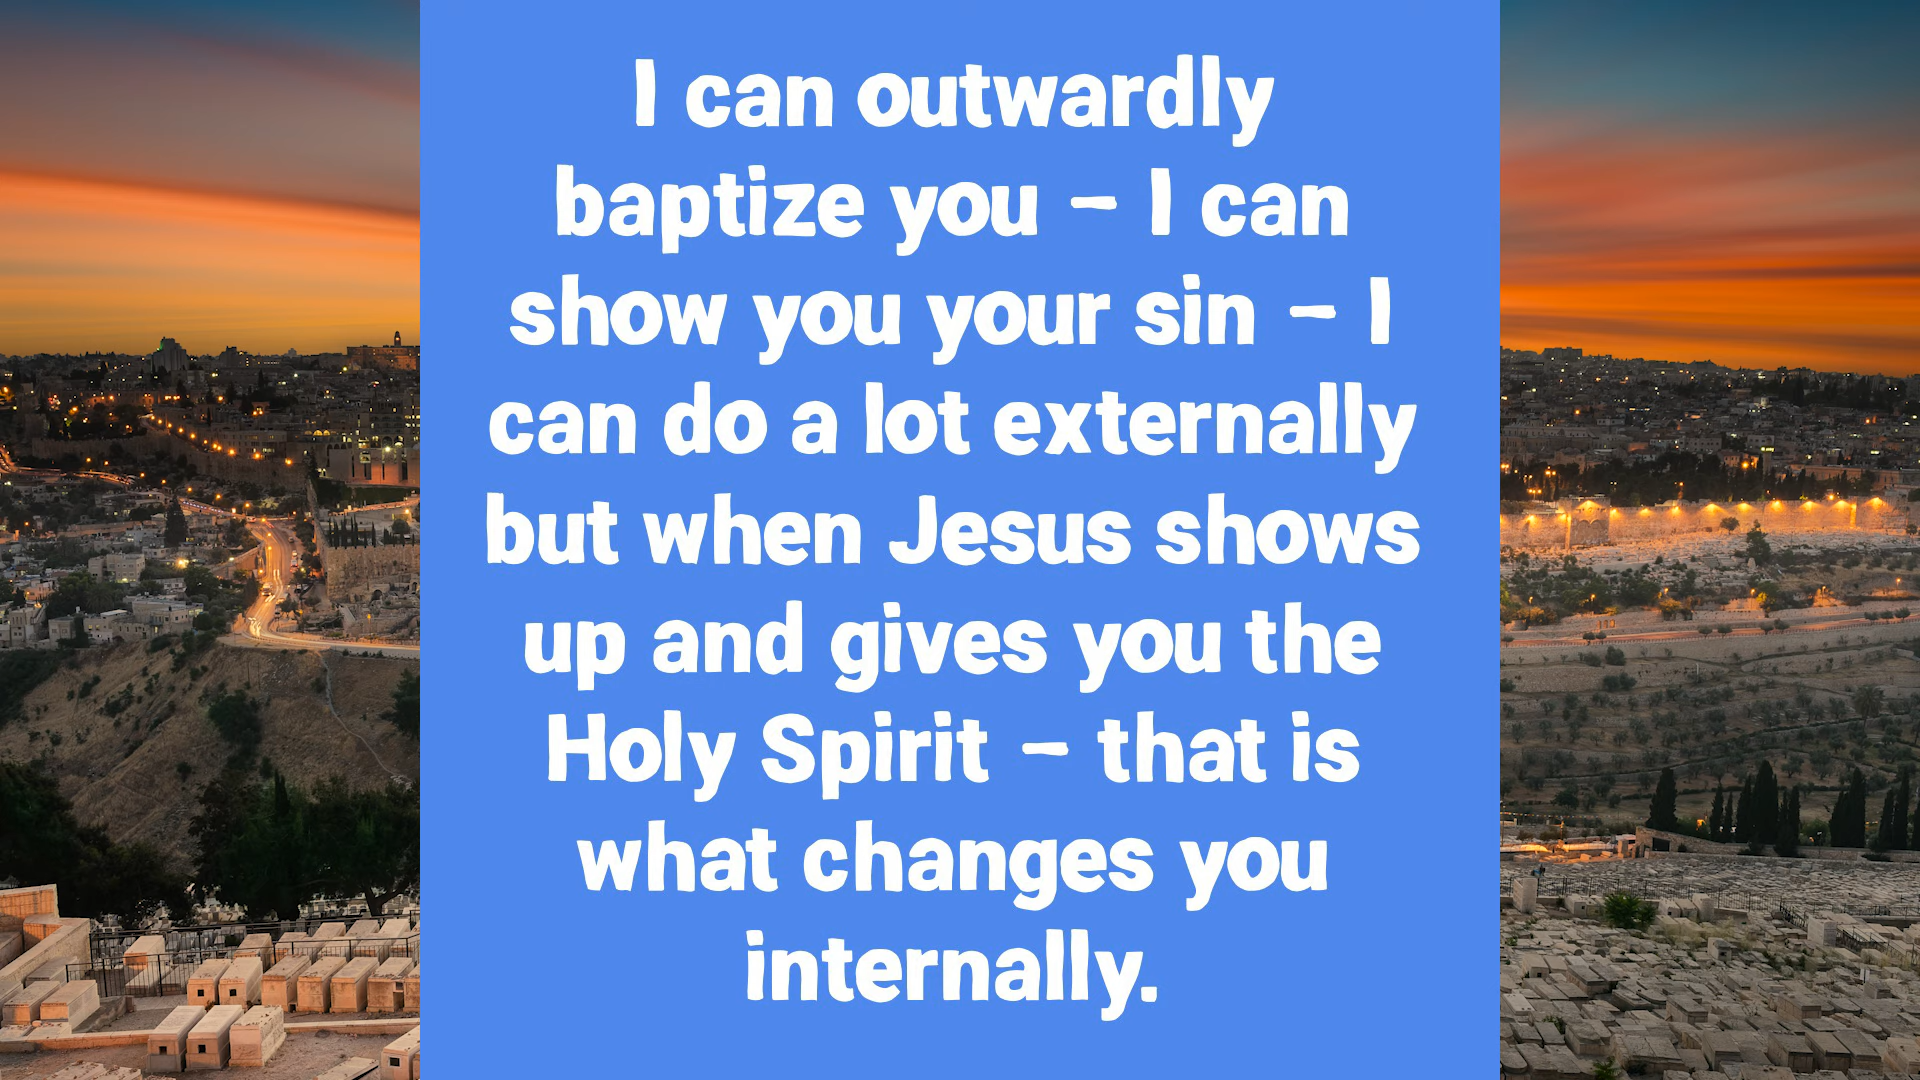 I can outwardly
baptize you – I can
show you your sin – I
can do a lot externally
but when Jesus shows
up and gives you the
Holy Spirit – that is
what changes you
internally.